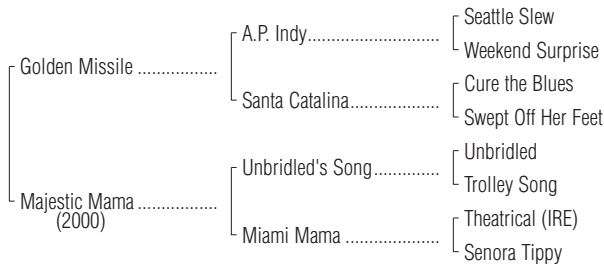 Seattle Slew
A.P. Indy......................
Weekend Surprise
Golden Missile ................
Cure the Blues
Santa Catalina....................
Swept Off Her Feet
Unbridled
Unbridled's Song...............
Trolley Song
Majestic Mama ................
(2000)
Theatrical (IRE)
Miami Mama ....................
Senora Tippy